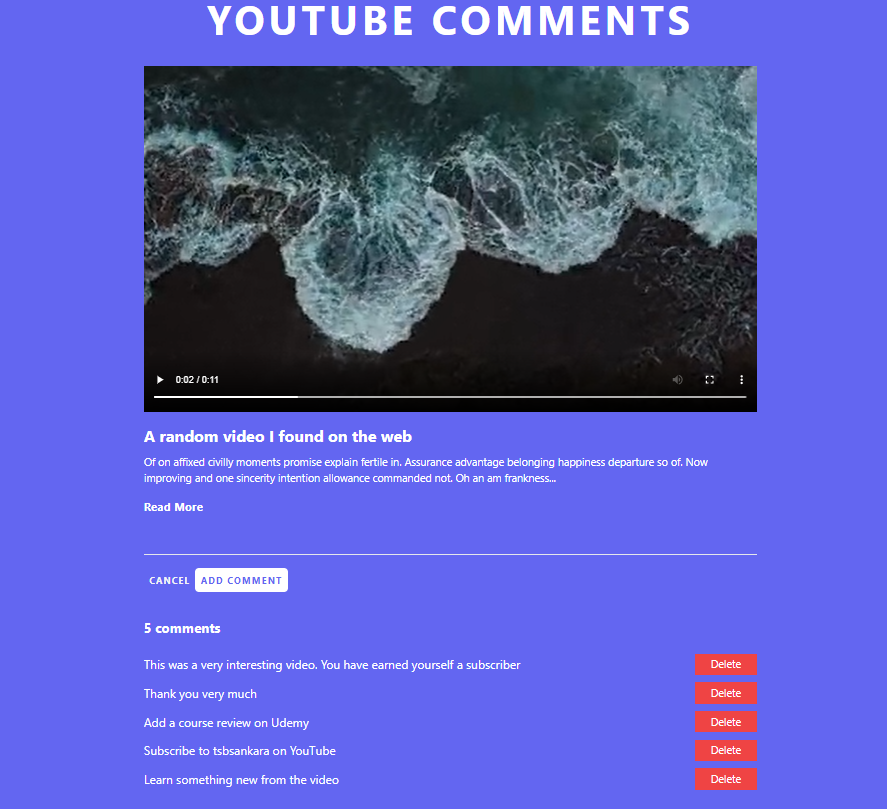 YOUTUBE COMMENTS
0:02 / 0:11
A random video I found on the web
Of on affixed civilly moments promise explain fertile in. Assurance advantage belonging happiness departure so of. Now
improving and one sincerity intention allowance commanded not. Oh an am frankness...
Read More
CANCEL ADD COMMENT
5 comments
This was a very interesting video. You have earned yourself a subscriber Delete
Thank you very much Delete
Add a course review on Udemy Delete
Subscribe to tsbsankara on YouTube Delete
Learn something new from the video Delete